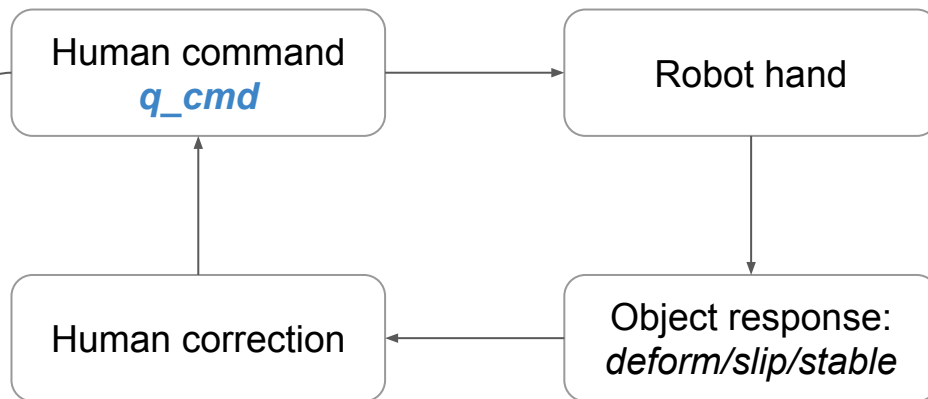 Human command
q_cmd
Robot hand
Human correction
Object response:
deform/slip/stable